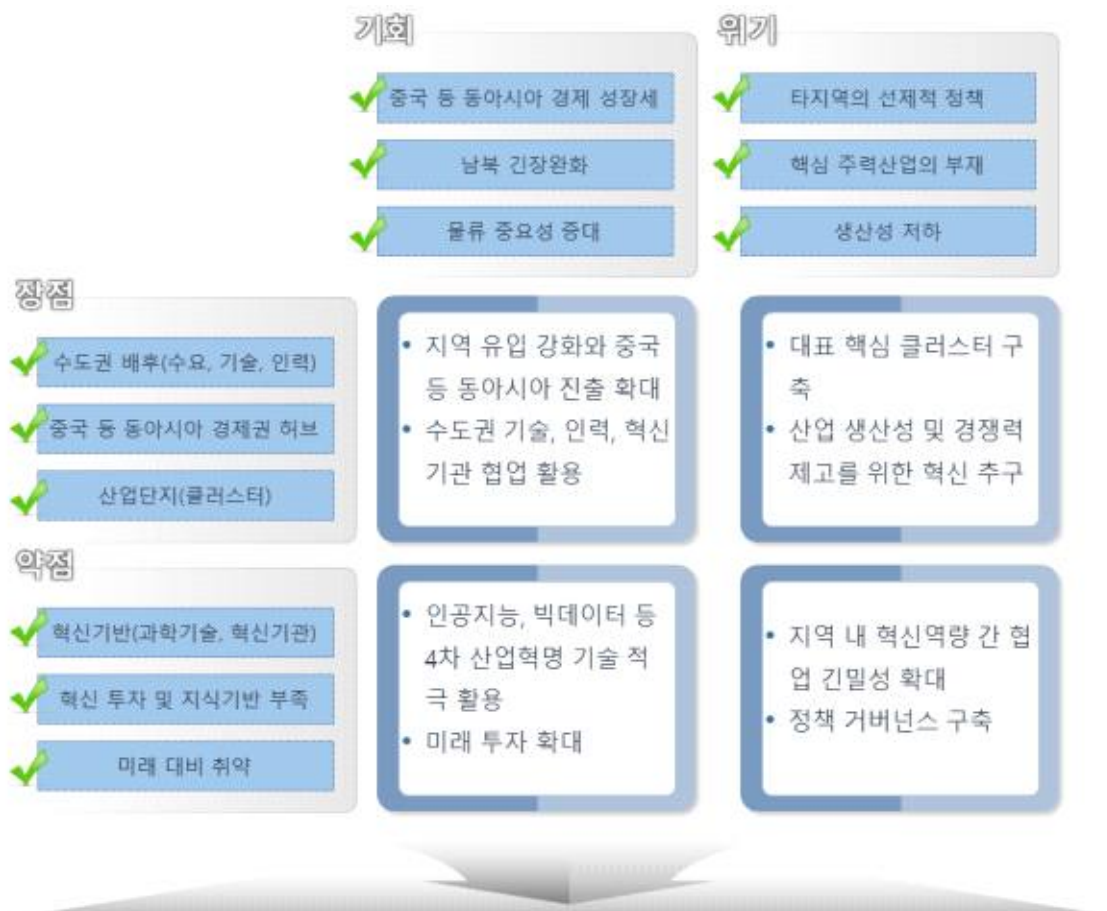 기회
위기
중국 등 동아시아 경제 성장세
타지역의 선제적 정책
남북 긴장완화
핵심 주력산업의 부재
물류 중요성 증대
생산성 저하
장점
수도권 배후(수요, 기술, 인력)
중국 등 동아시아 경제권 허브
산업단지(클러스터)
• 지역 유입 강화와 중국
등 동아시아 진출 확대
• 수도권 기술, 인력, 혁신
기관 협업 활용
• 대표 핵심 클러스터 구
축
• 산업 생산성 및 경쟁력
제고를 위한 혁신 추구
약점
혁신기반(과학기술, 혁신기관)
혁신 투자 및 지식기반 부족
미래 대비 취약
• 인공지능, 빅데이터 등
4차 산업혁명 기술 적
극 활용
• 미래 투자 확대
• 지역 내 혁신역량 간 협
업 긴밀성 확대
• 정책 거버넌스 구축